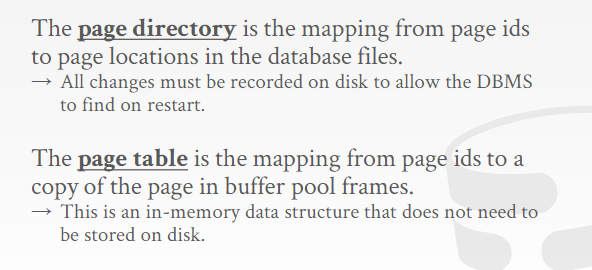 The page directory is the mapping from page ids
to page locations in the database files.
→ All changes must be recorded on disk to allow the DBMS
to find on restart.
The page table is the mapping from page ids to a
copy of the page in buffer pool frames.
→ This is an in-memory data structure that does not need to
be stored on disk.